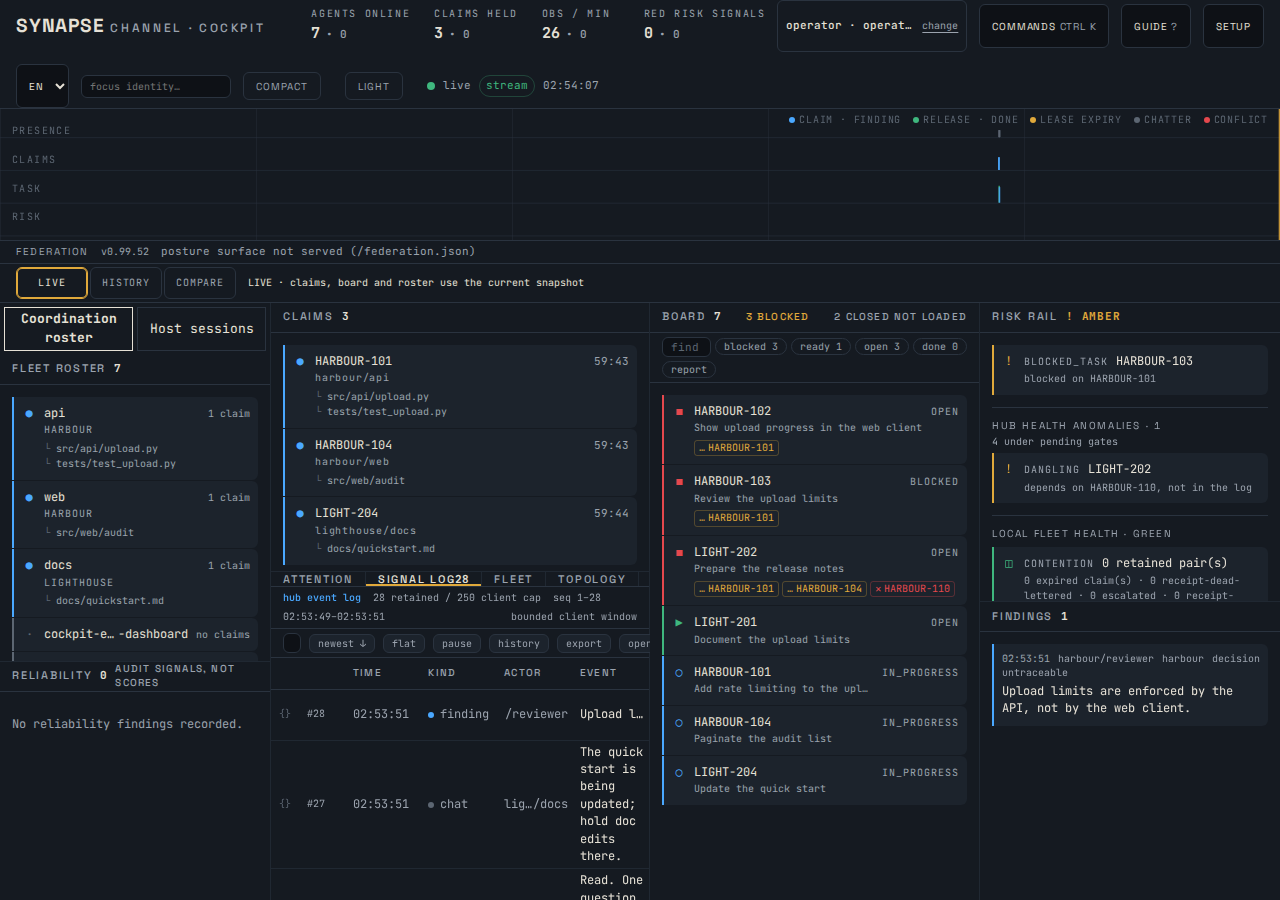 SYNAPSE CHANNEL · COCKPIT
AGENTS ONLINE
7 · 0
CLAIMS HELD
3 · 0
OBS / MIN
26 · 0
RED RISK SIGNALS
0 · 0
operator · operat… change
COMMANDS CTRL K
GUIDE ?
SETUP
EN
focus identity…
COMPACT
LIGHT
live stream 02:54:07
CLAIM · FINDING RELEASE · DONE LEASE EXPIRY CHATTER CONFLICT
PRESENCE
CLAIMS
TASK
RISK
FEDERATION v0.99.52 posture surface not served (/federation.json)
LIVE HISTORY COMPARE LIVE · claims, board and roster use the current snapshot
Coordination roster
Host sessions
FLEET ROSTER 7
api 1 claim
HARBOUR
└ src/api/upload.py
└ tests/test_upload.py
web 1 claim
HARBOUR
└ src/web/audit
docs 1 claim
LIGHTHOUSE
└ docs/quickstart.md
· cockpit-e… -dashboard no claims
RELIABILITY 0 AUDIT SIGNALS, NOT SCORES
No reliability findings recorded.
CLAIMS 3
HARBOUR-101 59:43
harbour/api
└ src/api/upload.py
└ tests/test_upload.py
HARBOUR-104 59:43
harbour/web
└ src/web/audit
LIGHT-204 59:44
lighthouse/docs
└ docs/quickstart.md
ATTENTION SIGNAL LOG28 FLEET TOPOLOGY
hub event log 28 retained / 250 client cap seq 1–28
02:53:49–02:53:51 bounded client window
newest ↓ flat pause history export
TIME KIND ACTOR EVENT
{} #28 02:53:51 finding /reviewer Upload l…
{} #27 02:53:51 chat lig…/docs The quick
start is
being
updated;
hold doc
edits
there.
Read. One
question
BOARD 7 3 BLOCKED 2 CLOSED NOT LOADED
find blocked 3 ready 1 open 3 done 0
report
HARBOUR-102 OPEN
Show upload progress in the web client
… HARBOUR-101
HARBOUR-103 BLOCKED
Review the upload limits
… HARBOUR-101
LIGHT-202 OPEN
Prepare the release notes
… HARBOUR-101 … HARBOUR-104 × HARBOUR-110
LIGHT-201 OPEN
Document the upload limits
HARBOUR-101 IN_PROGRESS
Add rate limiting to the upl…
HARBOUR-104 IN_PROGRESS
Paginate the audit list
LIGHT-204 IN_PROGRESS
Update the quick start
RISK RAIL ! AMBER
! BLOCKED_TASK HARBOUR-103
blocked on HARBOUR-101
HUB HEALTH ANOMALIES · 1
4 under pending gates
! DANGLING LIGHT-202
depends on HARBOUR-110, not in the log
LOCAL FLEET HEALTH · GREEN
CONTENTION 0 retained pair(s)
0 expired claim(s) · 0 receipt-dead-
lettered · 0 escalated · 0 receipt-
FINDINGS 1
02:53:51 harbour/reviewer harbour decision
untraceable
Upload limits are enforced by the
API, not by the web client.